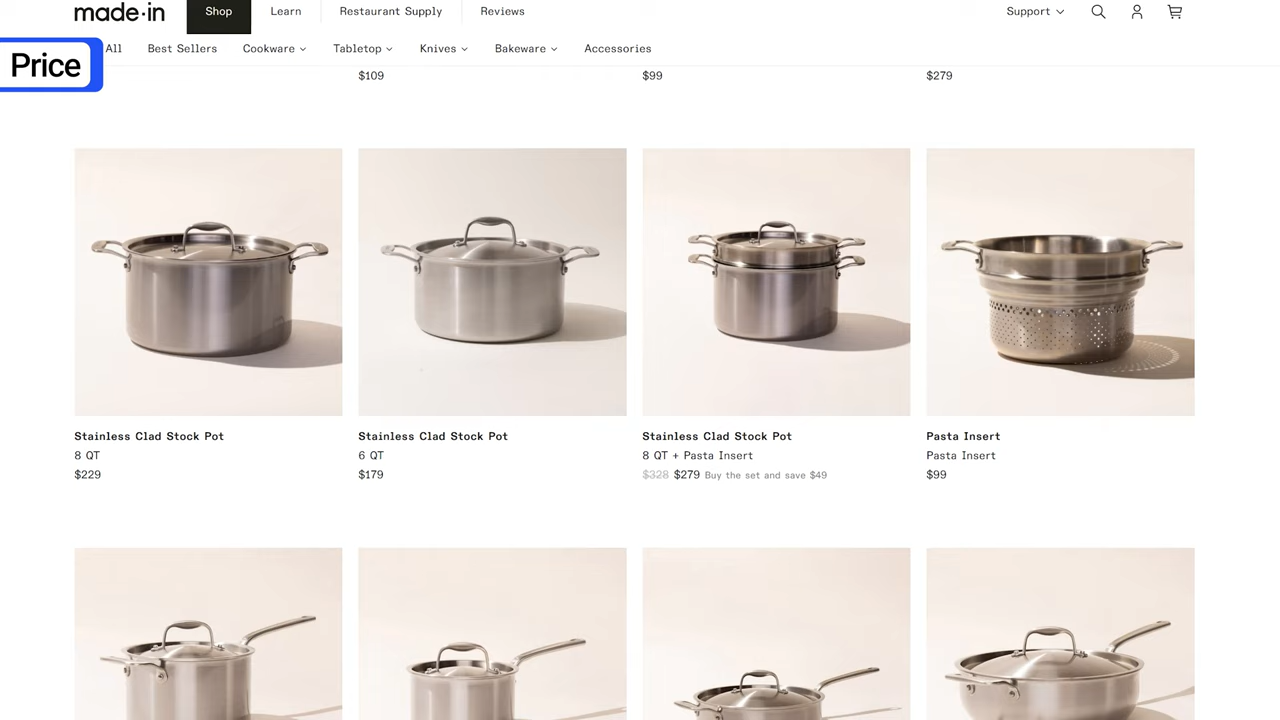 made·in
Shop
Learn
Restaurant Supply
Reviews
Support
Price
All
Best Sellers
Cookware
Tabletop
Knives
Bakeware
Accessories
$109
$99
$279
Stainless Clad Stock Pot
8 QT
$229
Stainless Clad Stock Pot
6 QT
$179
Stainless Clad Stock Pot
8 QT + Pasta Insert
$328 $279 Buy the set and save $49
Pasta Insert
Pasta Insert
$99